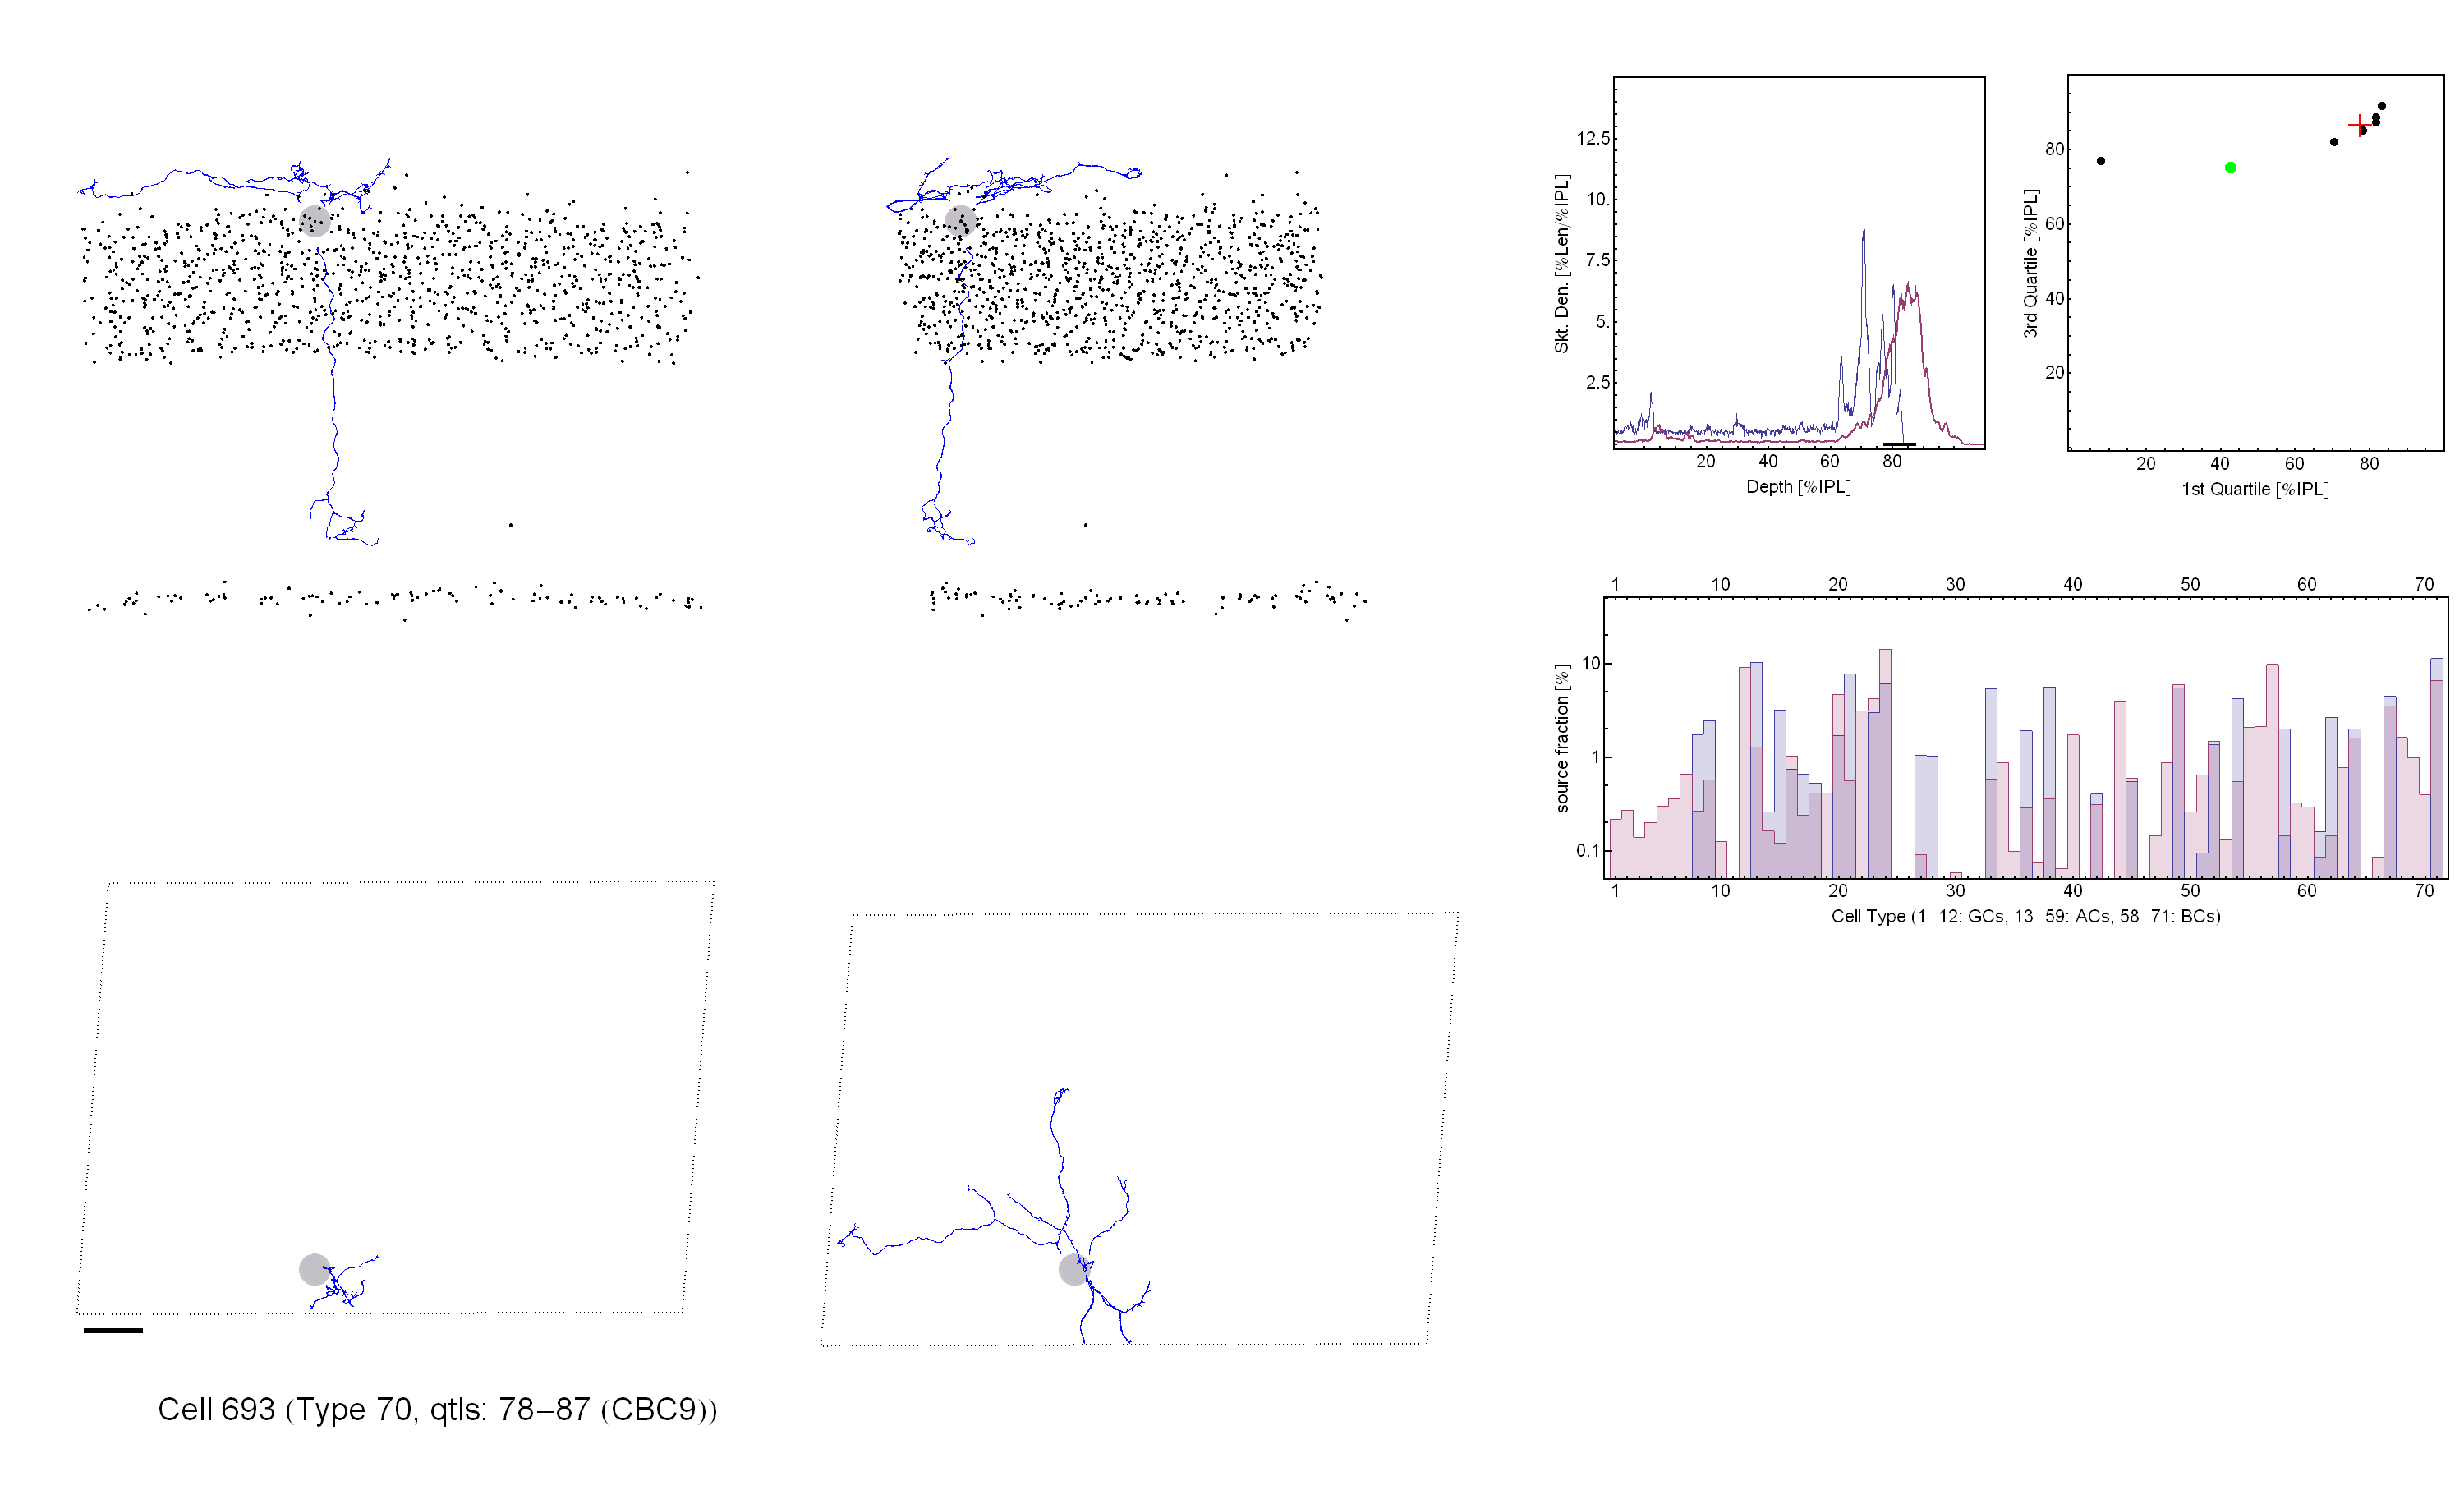 12.5
10.
7.5
5.
2.5
Skt. Den. [%Len/%IPL]
20 40 60 80
Depth [%IPL]
80
60
40
20
3rd Quartile [%IPL]
20 40 60 80
1st Quartile [%IPL]
1 10 20 30 40 50 60 70
10
1
0.1
source fraction [%]
1 10 20 30 40 50 60 70
Cell Type (1–12: GCs, 13–59: ACs, 58–71: BCs)
Cell 693 (Type 70, qtls: 78–87 (CBC9))